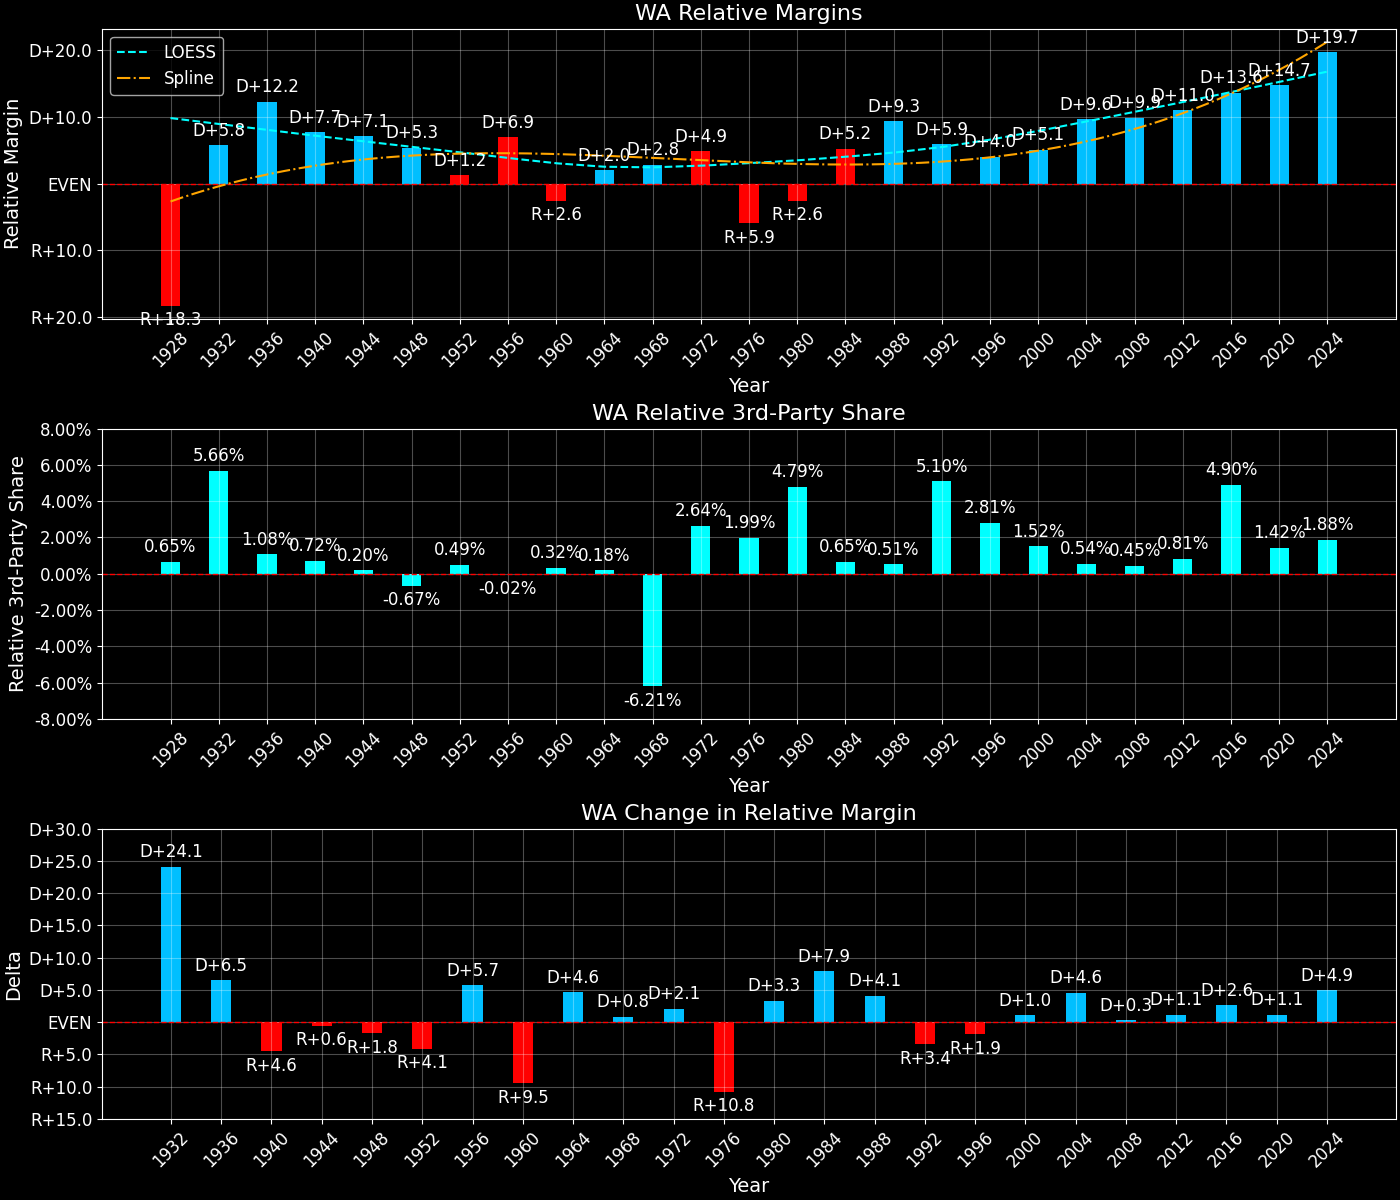 WA Relative Margins
LOESS
Spline
Relative Margin
D+20.0
D+10.0
EVEN
R+10.0
R+20.0
R+18.3
D+5.8
D+12.2
D+7.7
D+7.1
D+5.3
D+1.2
D+6.9
R+2.6
D+2.0
D+2.8
D+4.9
R+5.9
R+2.6
D+5.2
D+9.3
D+5.9
D+4.0
D+5.1
D+9.6
D+9.9
D+11.0
D+13.6
D+14.7
D+19.7
1928 1932 1936 1940 1944 1948 1952 1956 1960 1964 1968 1972 1976 1980 1984 1988 1992 1996 2000 2004 2008 2012 2016 2020 2024
Year
WA Relative 3rd-Party Share
Relative 3rd-Party Share
8.00%
6.00%
4.00%
2.00%
0.00%
-2.00%
-4.00%
-6.00%
-8.00%
0.65%
5.66%
1.08%
0.72%
0.20%
-0.67%
0.49%
-0.02%
0.32%
0.18%
-6.21%
2.64%
1.99%
4.79%
0.65%
0.51%
5.10%
2.81%
1.52%
0.54%
0.45%
0.81%
4.90%
1.42%
1.88%
1928 1932 1936 1940 1944 1948 1952 1956 1960 1964 1968 1972 1976 1980 1984 1988 1992 1996 2000 2004 2008 2012 2016 2020 2024
Year
WA Change in Relative Margin
Delta
D+30.0
D+25.0
D+20.0
D+15.0
D+10.0
D+5.0
EVEN
R+5.0
R+10.0
R+15.0
D+24.1
D+6.5
R+4.6
R+0.6
R+1.8
R+4.1
D+5.7
R+9.5
D+4.6
D+0.8
D+2.1
R+10.8
D+3.3
D+7.9
D+4.1
R+3.4
R+1.9
D+1.0
D+4.6
D+0.3
D+1.1
D+2.6
D+1.1
D+4.9
1932 1936 1940 1944 1948 1952 1956 1960 1964 1968 1972 1976 1980 1984 1988 1992 1996 2000 2004 2008 2012 2016 2020 2024
Year